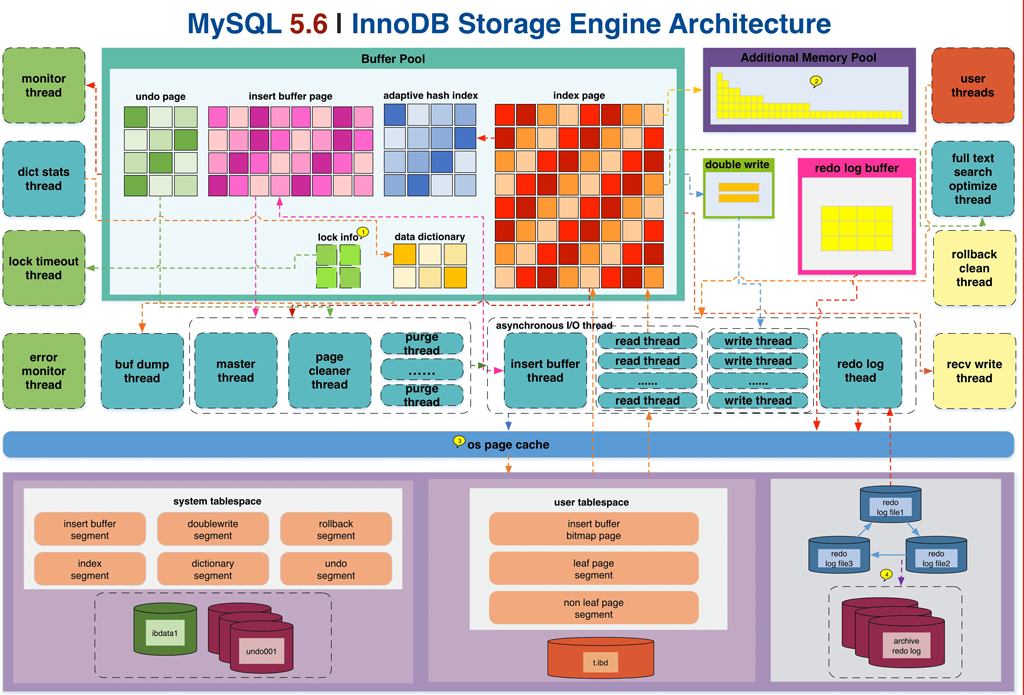 MySQL 5.6 | InnoDB Storage Engine Architecture
monitor
thread
dict stats
thread
lock timeout
thread
error
monitor
thread
Buffer Pool
undo page
insert buffer page
adaptive hash index
index page
lock info
1
data dictionary
Additional Memory Pool
2
double write
redo log buffer
user
threads
full text
search
optimize
thread
rollback
clean
thread
recv write
thread
buf dump
thread
master
thread
page
cleaner
thread
purge
thread
......
purge
thread
asynchronous I/O thread
insert buffer
thread
read thread
read thread
......
read thread
write thread
write thread
......
write thread
redo log
thead
3
os page cache
system tablespace
insert buffer
segment
doublewrite
segment
rollback
segment
index
segment
dictionary
segment
undo
segment
ibdata1
undo001
user tablespace
insert buffer
bitmap page
leaf page
segment
non leaf page
segment
t.ibd
redo
log file1
redo
log file3
redo
log file2
4
archive
redo log